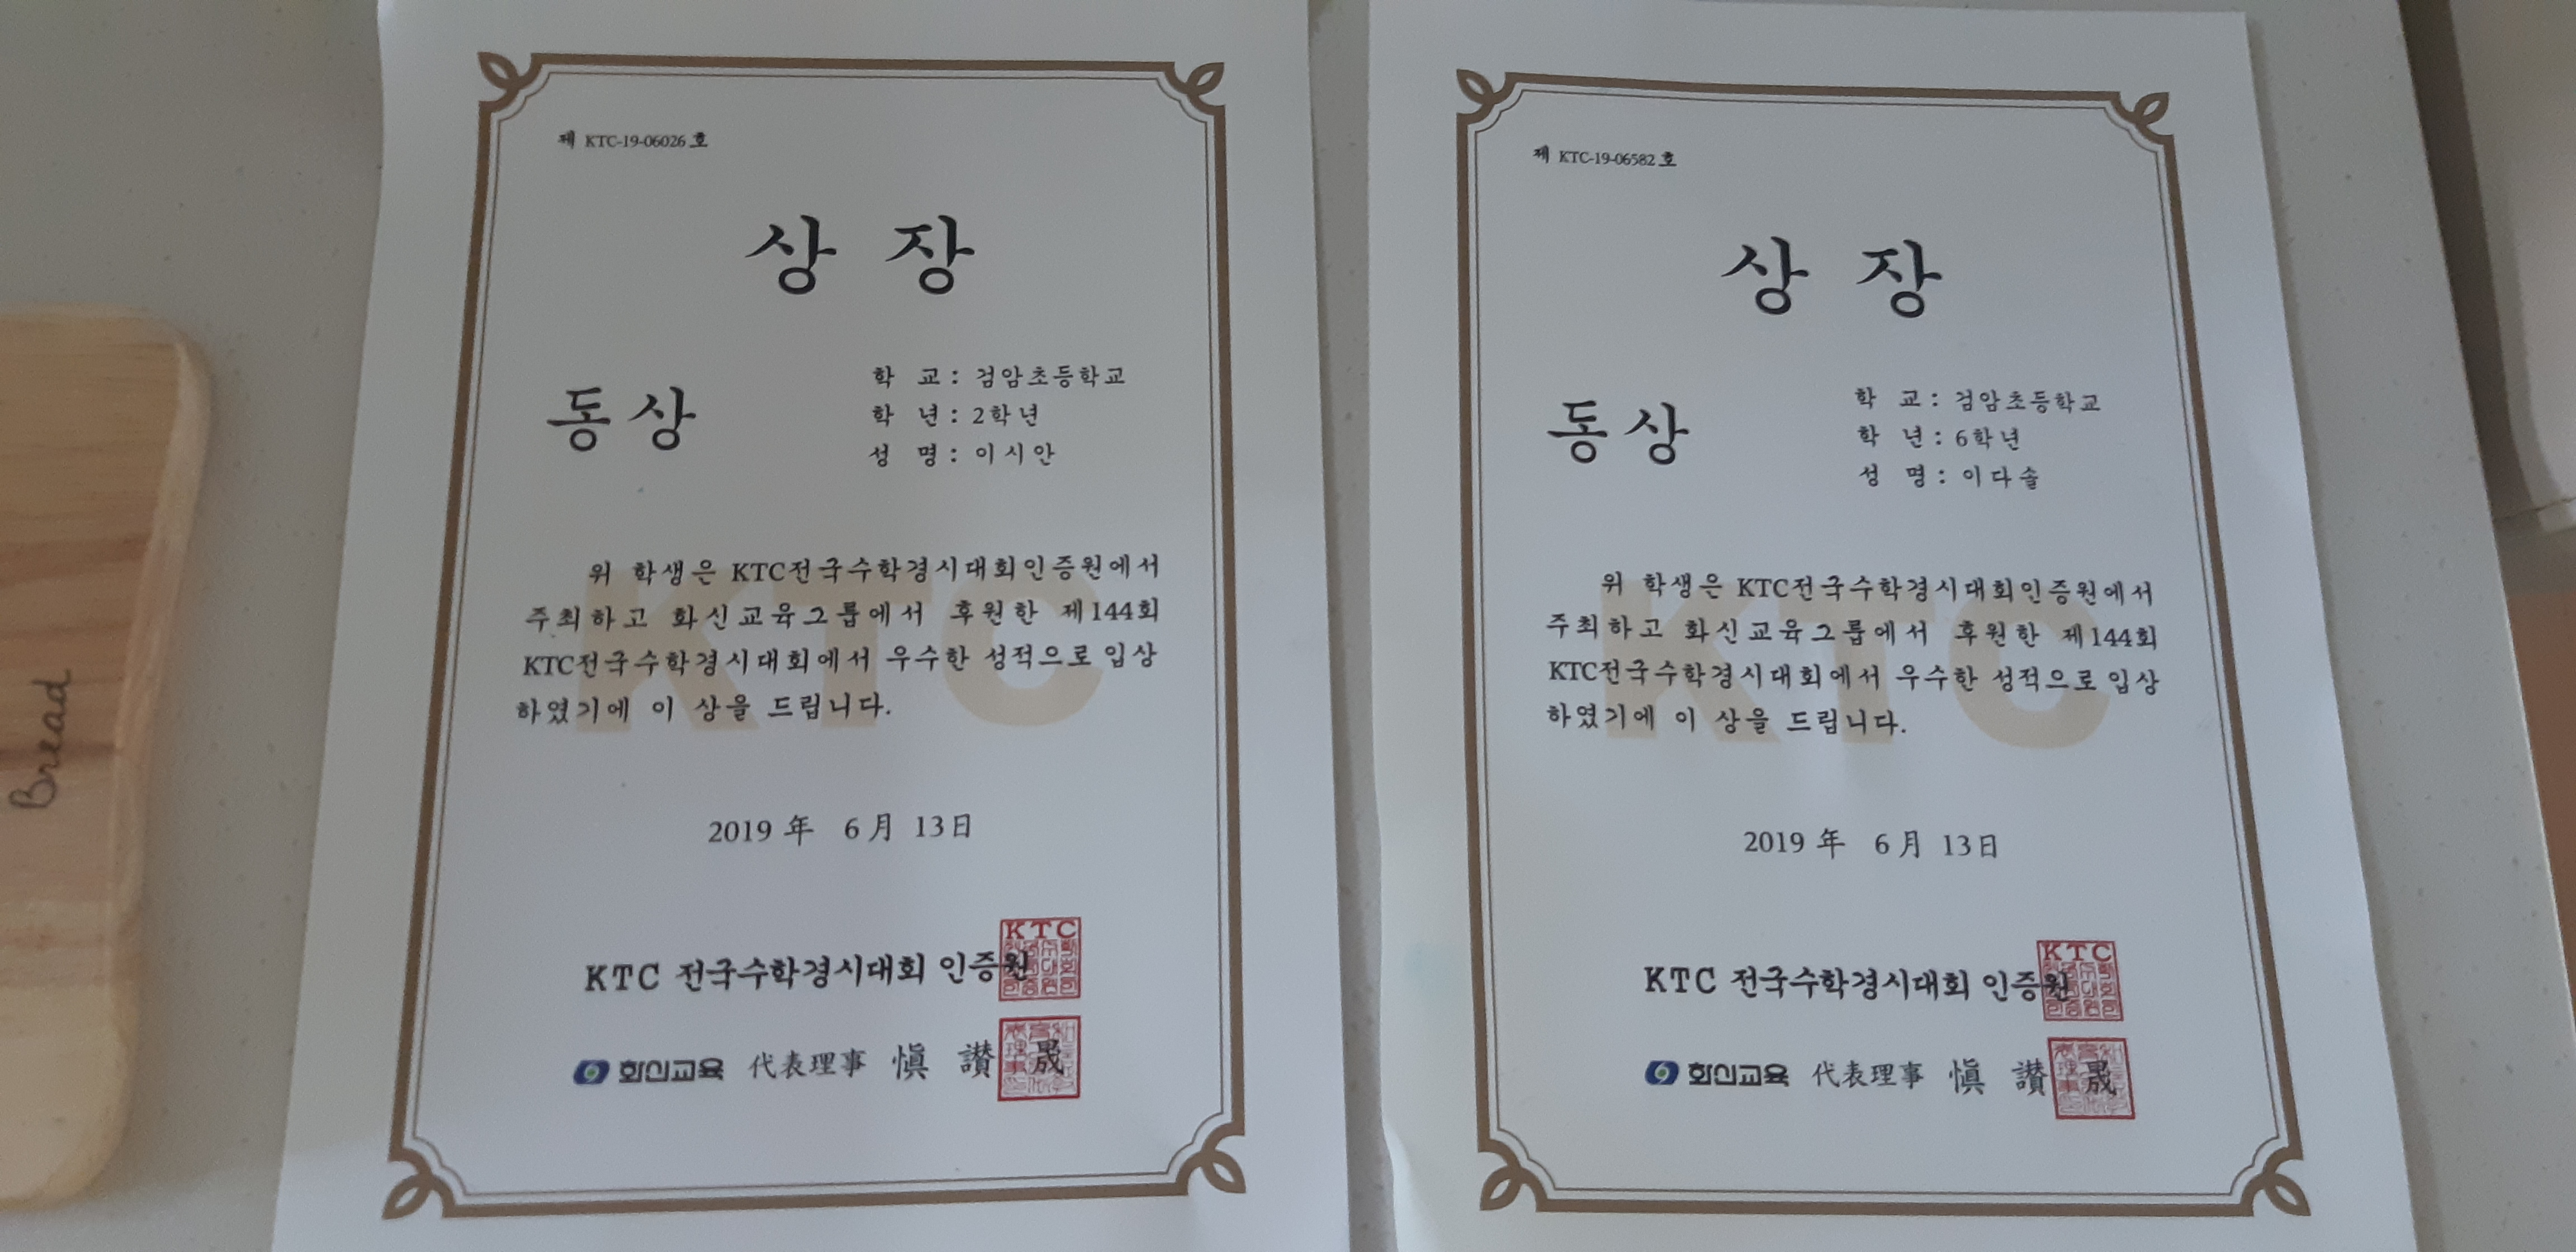 Bread
제 KTC-19-06026 호
상 장
동상
학 교 : 검암초등학교
학 년 : 2학년
성 명 : 이시안
위 학생은 KTC전국수학경시대회인증원에서
주최하고 화신교육그룹에서 후원한 제144회
KTC전국수학경시대회에서 우수한 성적으로 입상
하였기에 이 상을 드립니다.
KTC
2019 年 6 月 13 日
KTC 전국수학경시대회 인증원
KTC
화신교육 代表理事 愼 讚 晟
제 KTC-19-06582 호
상 장
동상
학 교 : 검암초등학교
학 년 : 6학년
성 명 : 이다솔
위 학생은 KTC전국수학경시대회인증원에서
주최하고 화신교육그룹에서 후원한 제144회
KTC전국수학경시대회에서 우수한 성적으로 입상
하였기에 이 상을 드립니다.
KTC
2019 年 6 月 13 日
KTC 전국수학경시대회 인증원
KTC
화신교육 代表理事 愼 讚 晟